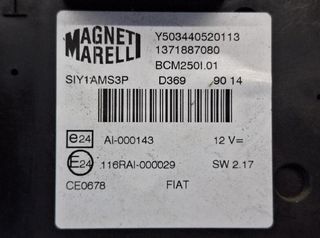 MAGNETI Y503440520113
MARELLI 1371887080
BCM250I.01
SIY1AMS3P D369 90 14
e24 AI-000143 12 V=
E24 116RAI-000029 SW 2.17
CE0678 FIAT